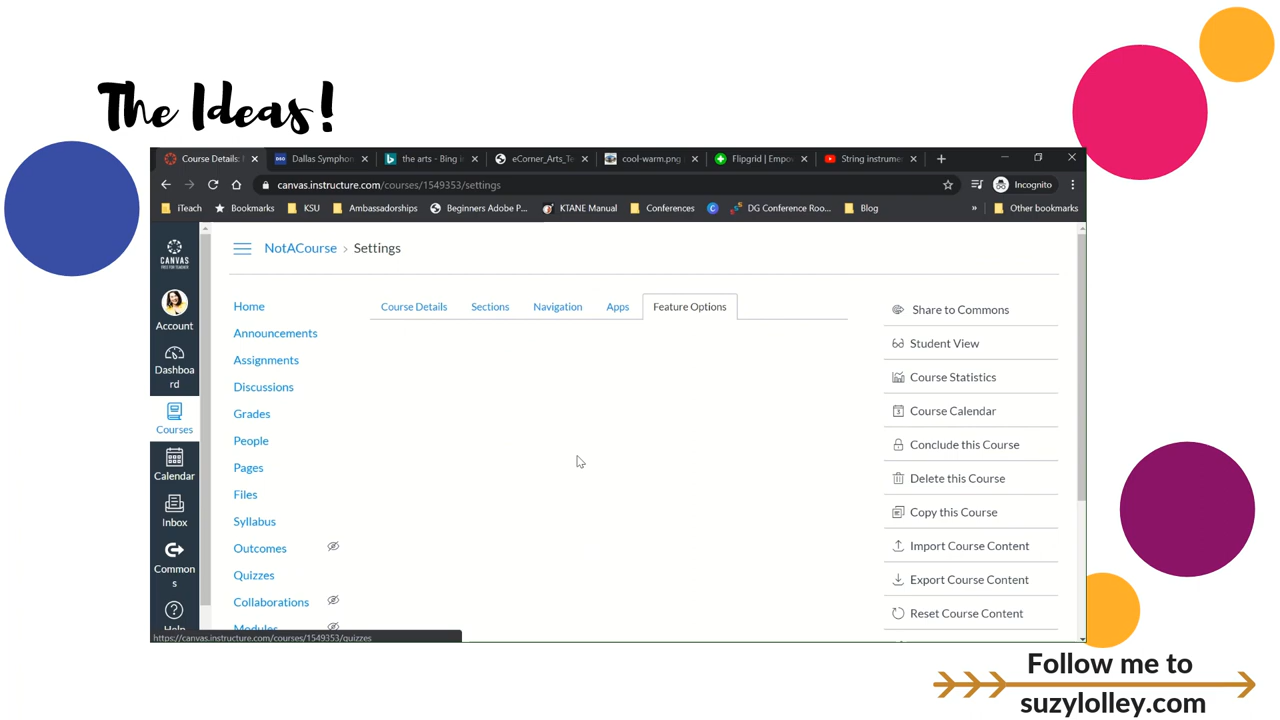 The Ideas!
Course Details:
Dallas Symphon
the arts - Bing i
eCorner_Arts_Te
cool-warm.png
Flipgrid | Empo
String instrume
canvas.instructure.com/courses/1549353/settings
Incognito
iTeach
Bookmarks
KSU
Ambassadorships
Beginners Adobe P...
KTANE Manual
Conferences
DG Conference Roo...
Blog
»
Other bookmarks
CANVAS
Account
Dashboa
rd
Courses
Calendar
Inbox
Common
s
Help
NotACourse > Settings
Home
Announcements
Assignments
Discussions
Grades
People
Pages
Files
Syllabus
Outcomes
Quizzes
Collaborations
Modules
Course Details
Sections
Navigation
Apps
Feature Options
Share to Commons
Student View
Course Statistics
Course Calendar
Conclude this Course
Delete this Course
Copy this Course
Import Course Content
Export Course Content
Reset Course Content
https://canvas.instructure.com/courses/1549353/quizzes
Follow me to
suzylolley.com